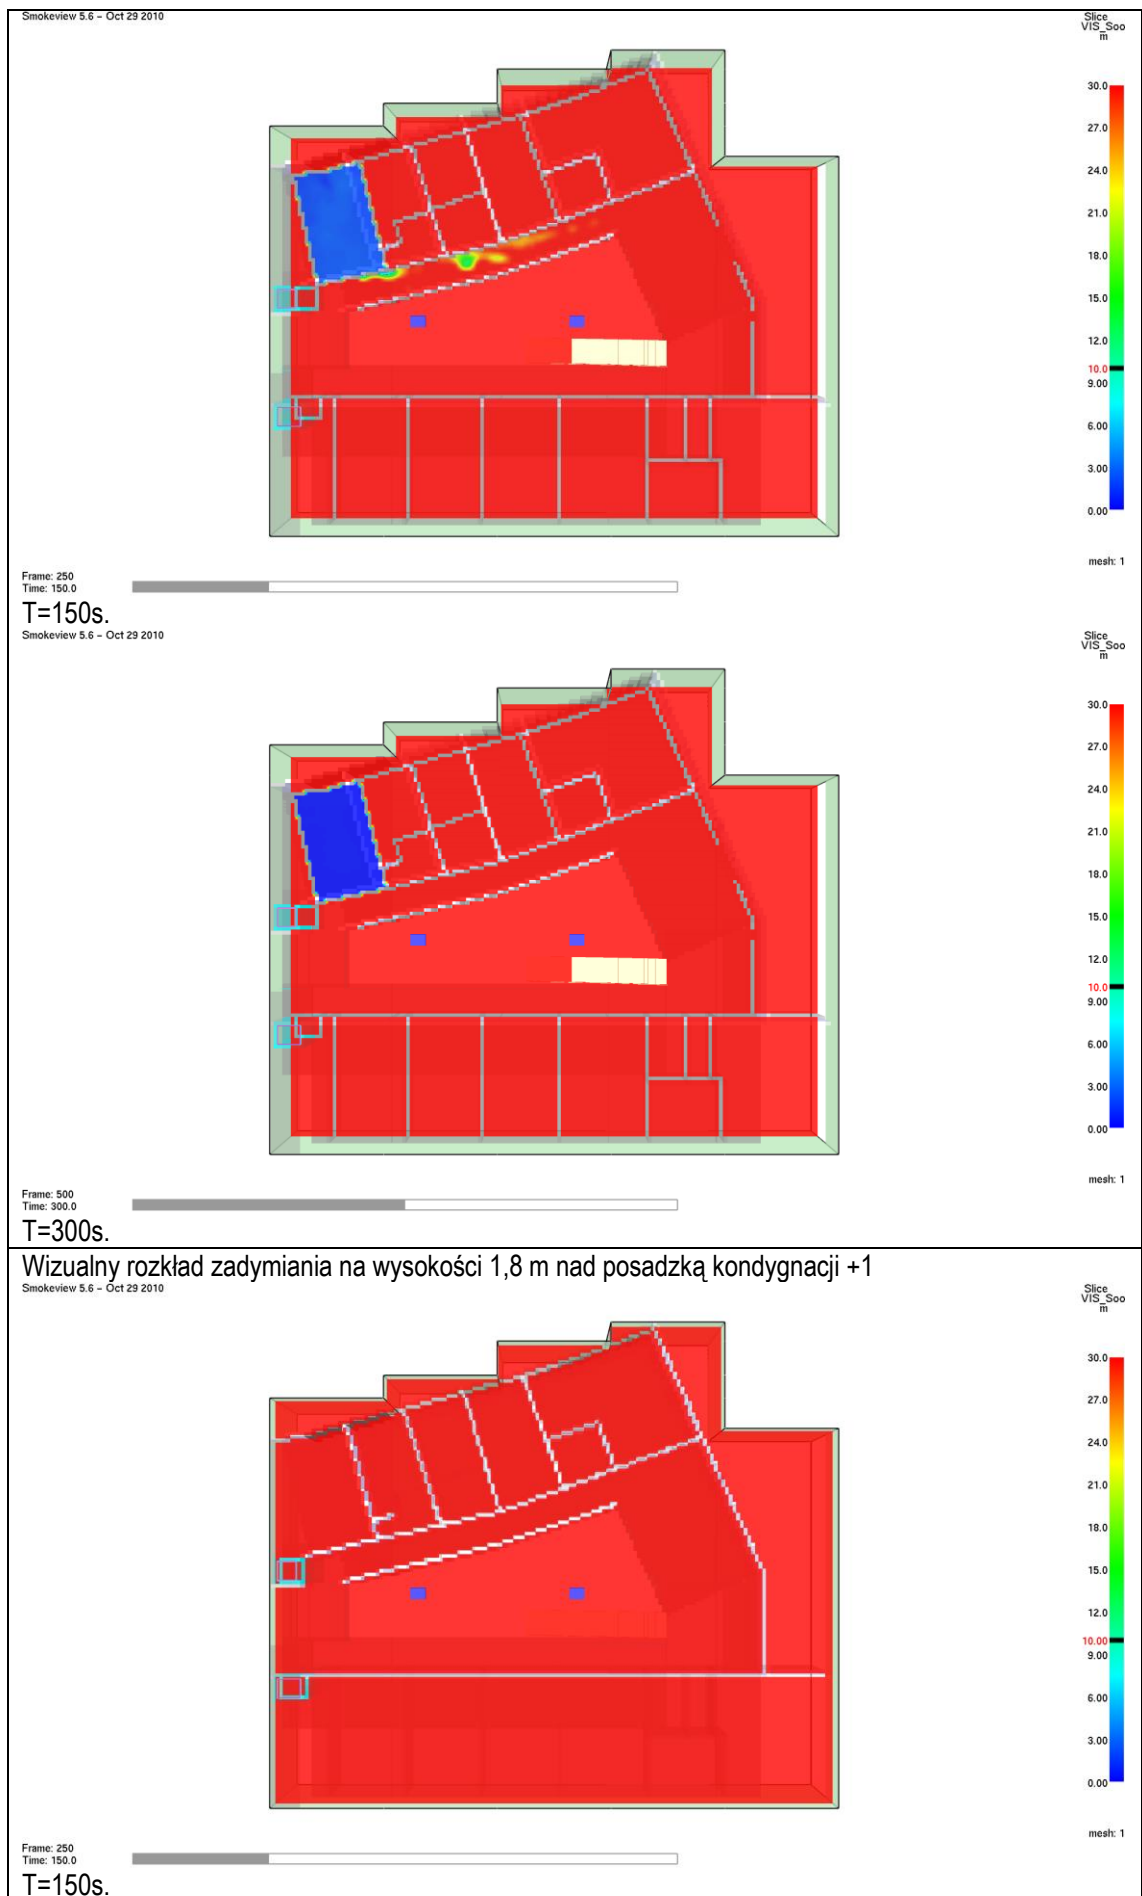 Smokeview 5.6 - Oct 29 2010
Slice
VIS_Soo
m
30.0
27.0
24.0
21.0
18.0
15.0
12.0
10.0
9.00
6.00
3.00
0.00
mesh: 1
Frame: 250
Time: 150.0
T=150s.
Smokeview 5.6 - Oct 29 2010
Slice
VIS_Soo
m
30.0
27.0
24.0
21.0
18.0
15.0
12.0
10.0
9.00
6.00
3.00
0.00
mesh: 1
Frame: 500
Time: 300.0
T=300s.
Wizualny rozkład zadymiania na wysokości 1,8 m nad posadzką kondygnacji +1
Smokeview 5.6 - Oct 29 2010
Slice
VIS_Soo
m
30.0
27.0
24.0
21.0
18.0
15.0
12.0
10.00
9.00
6.00
3.00
0.00
mesh: 1
Frame: 250
Time: 150.0
T=150s.